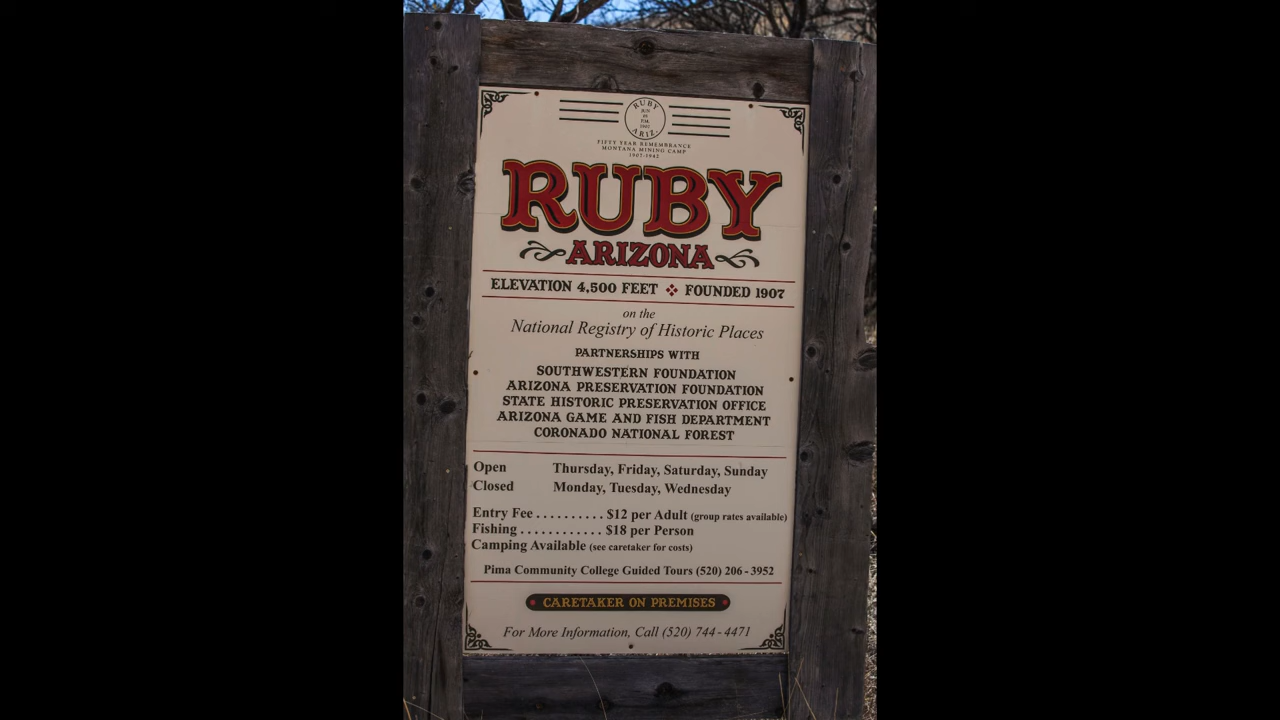 RUBY
JUN
P.M.
ARIZ.
FIFTY YEAR REMEMBRANCE
MONTANA MINING CAMP
1907-1942
RUBY
ARIZONA
ELEVATION 4,500 FEET FOUNDED 1907
on the
National Registry of Historic Places
PARTNERSHIPS WITH
SOUTHWESTERN FOUNDATION
ARIZONA PRESERVATION FOUNDATION
STATE HISTORIC PRESERVATION OFFICE
ARIZONA GAME AND FISH DEPARTMENT
CORONADO NATIONAL FOREST
Open Thursday, Friday, Saturday, Sunday
Closed Monday, Tuesday, Wednesday
Entry Fee . . . . . . . . . . $12 per Adult (group rates available)
Fishing . . . . . . . . . . . . $18 per Person
Camping Available (see caretaker for costs)
Pima Community College Guided Tours (520) 206-3952
CARETAKER ON PREMISES
For More Information, Call (520) 744-4471